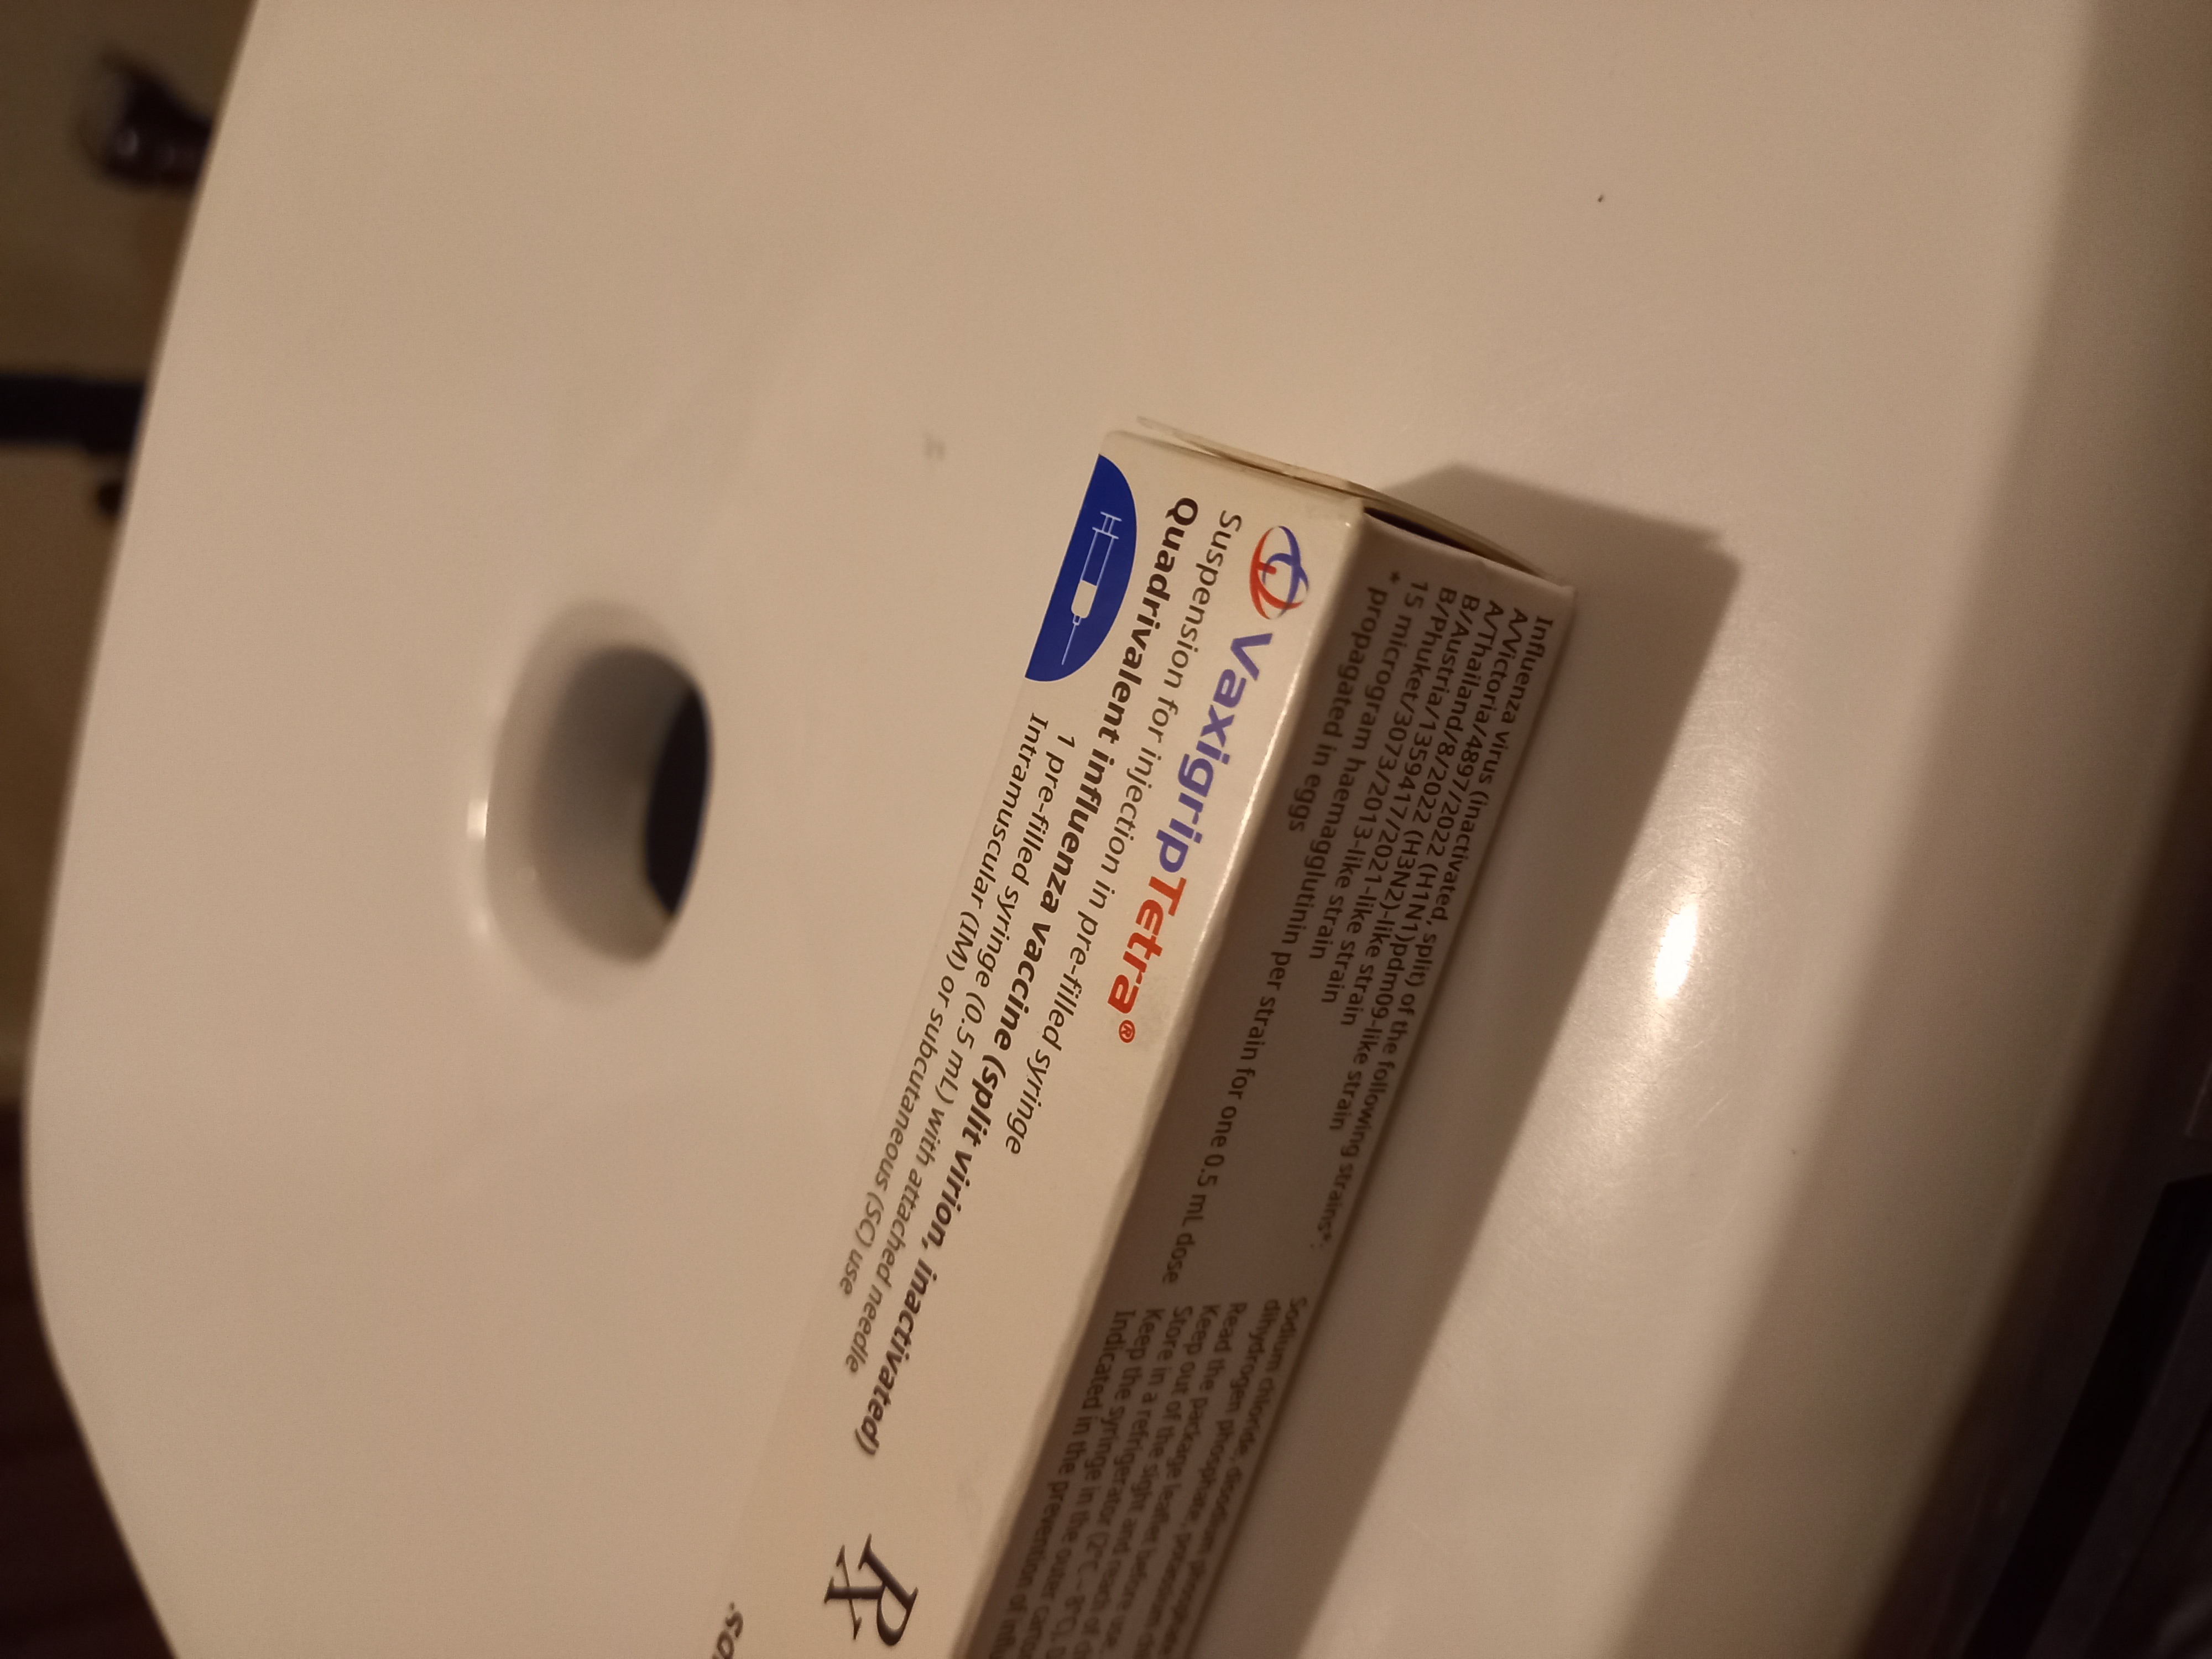 VaxigripTetra®
Suspension for injection in pre-filled syringe
Quadrivalent influenza vaccine (split virion, inactivated)
1 pre-filled syringe (0.5 mL) with attached needle
Intramuscular (IM) or subcutaneous (SC) use
Rx
Influenza virus (inactivated, split) of the following strains*:
A/Victoria/4897/2022 (H1N1)pdm09-like strain
A/Thailand/8/2022 (H3N2)-like strain
B/Austria/1359417/2021-like strain
B/Phuket/3073/2013-like strain
15 microgram haemagglutinin per strain for one 0.5 mL dose
* propagated in eggs
Sodium chloride, disodium phosphate
dihydrogen phosphate, potassium
Read the package leaflet before use.
Keep out of the sight and reach of
Store in a refrigerator (2°C - 8°C).
Keep the syringe in the outer carton
Indicated in the prevention of